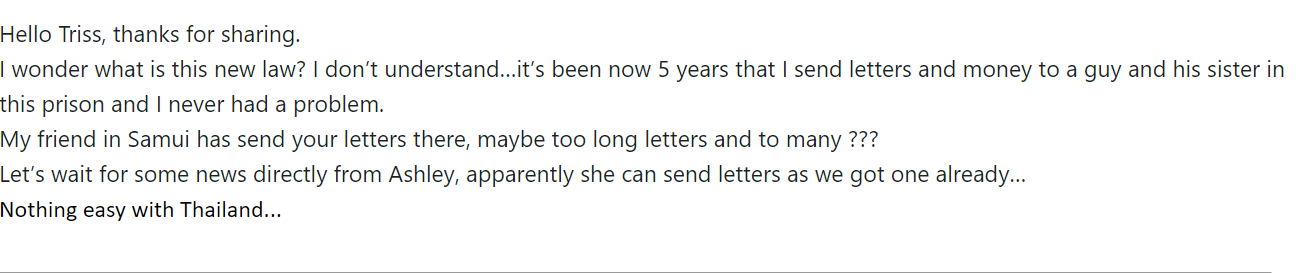 Hello Triss, thanks for sharing.
I wonder what is this new law? I don’t understand...it’s been now 5 years that I send letters and money to a guy and his sister in
this prison and I never had a problem.
My friend in Samui has send your letters there, maybe too long letters and to many ???
Let’s wait for some news directly from Ashley, apparently she can send letters as we got one already...
Nothing easy with Thailand...